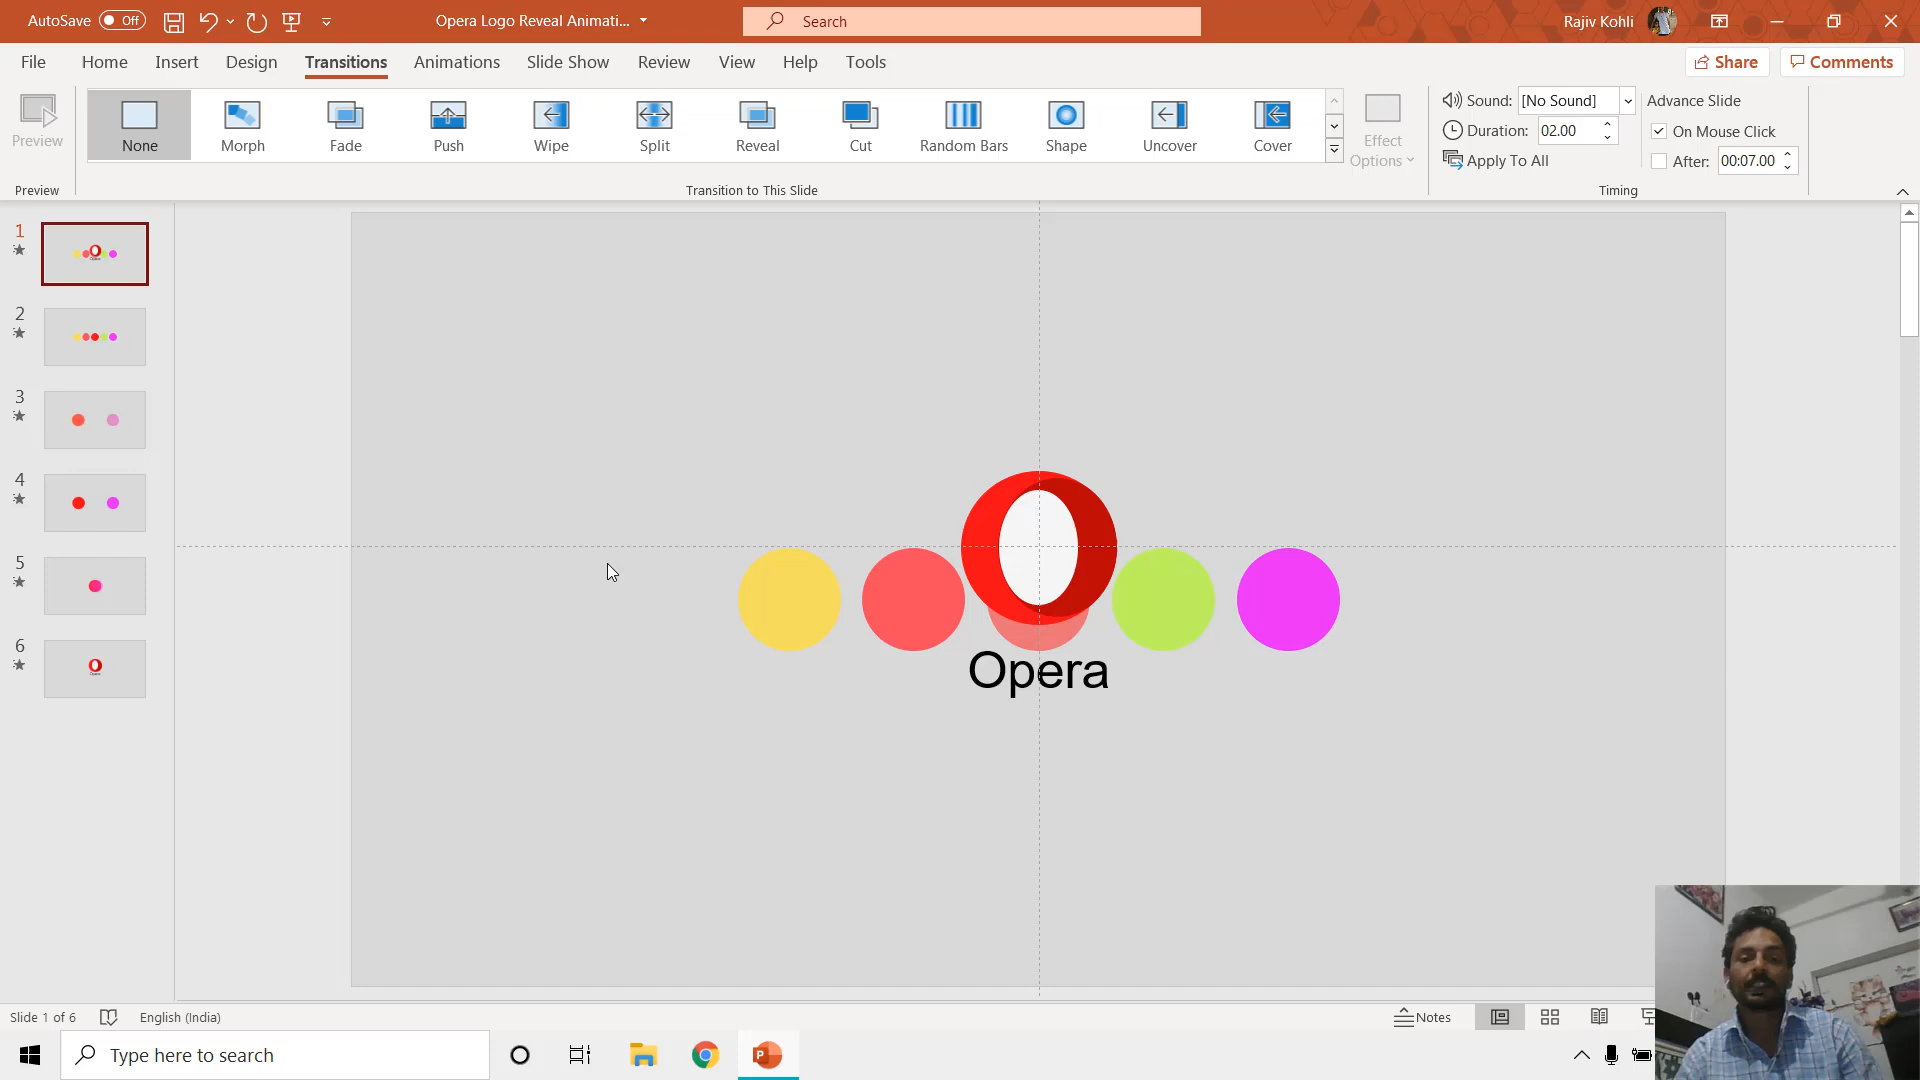 AutoSave Off Opera Logo Reveal Animati... Search Rajiv Kohli
File Home Insert Design Transitions Animations Slide Show Review View Help Tools Share Comments
Preview None Morph Fade Push Wipe Split Reveal Cut Random Bars Shape Uncover Cover Effect Options
Sound: [No Sound] Advance Slide
Duration: 02.00 On Mouse Click
Apply To All After: 00:07.00
Preview Transition to This Slide Timing
1
2
3
4
5
6
Opera
Slide 1 of 6 English (India) Notes
Type here to search